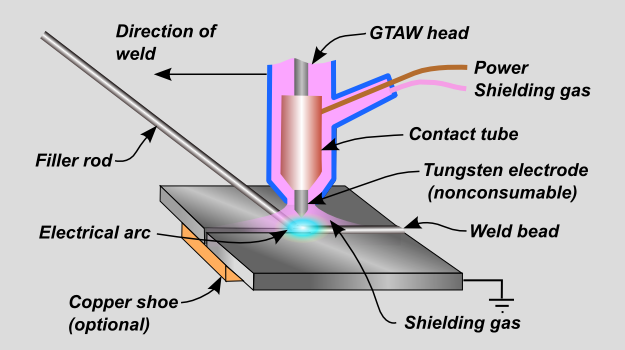 Direction of
weld
GTAW head
Power
Shielding gas
Contact tube
Filler rod
Tungsten electrode
(nonconsumable)
Electrical arc
Weld bead
Copper shoe
(optional)
Shielding gas